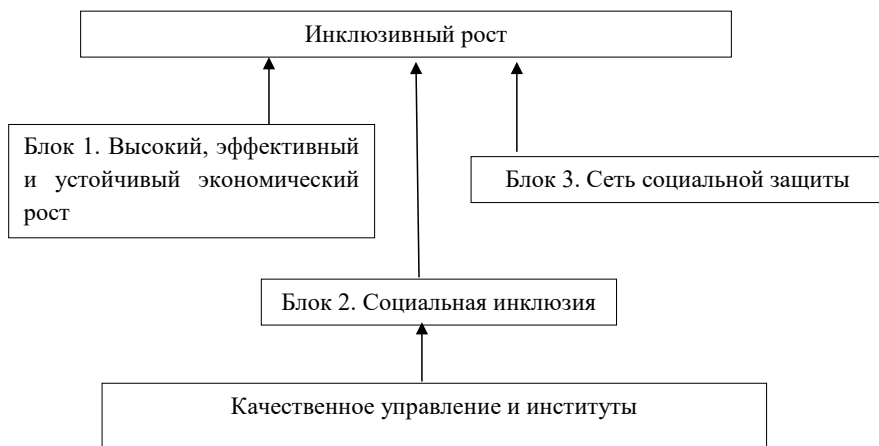 Инклюзивный рост
Блок 1. Высокий, эффективный
и устойчивый экономический
рост
Блок 3. Сеть социальной защиты
Блок 2. Социальная инклюзия
Качественное управление и институты